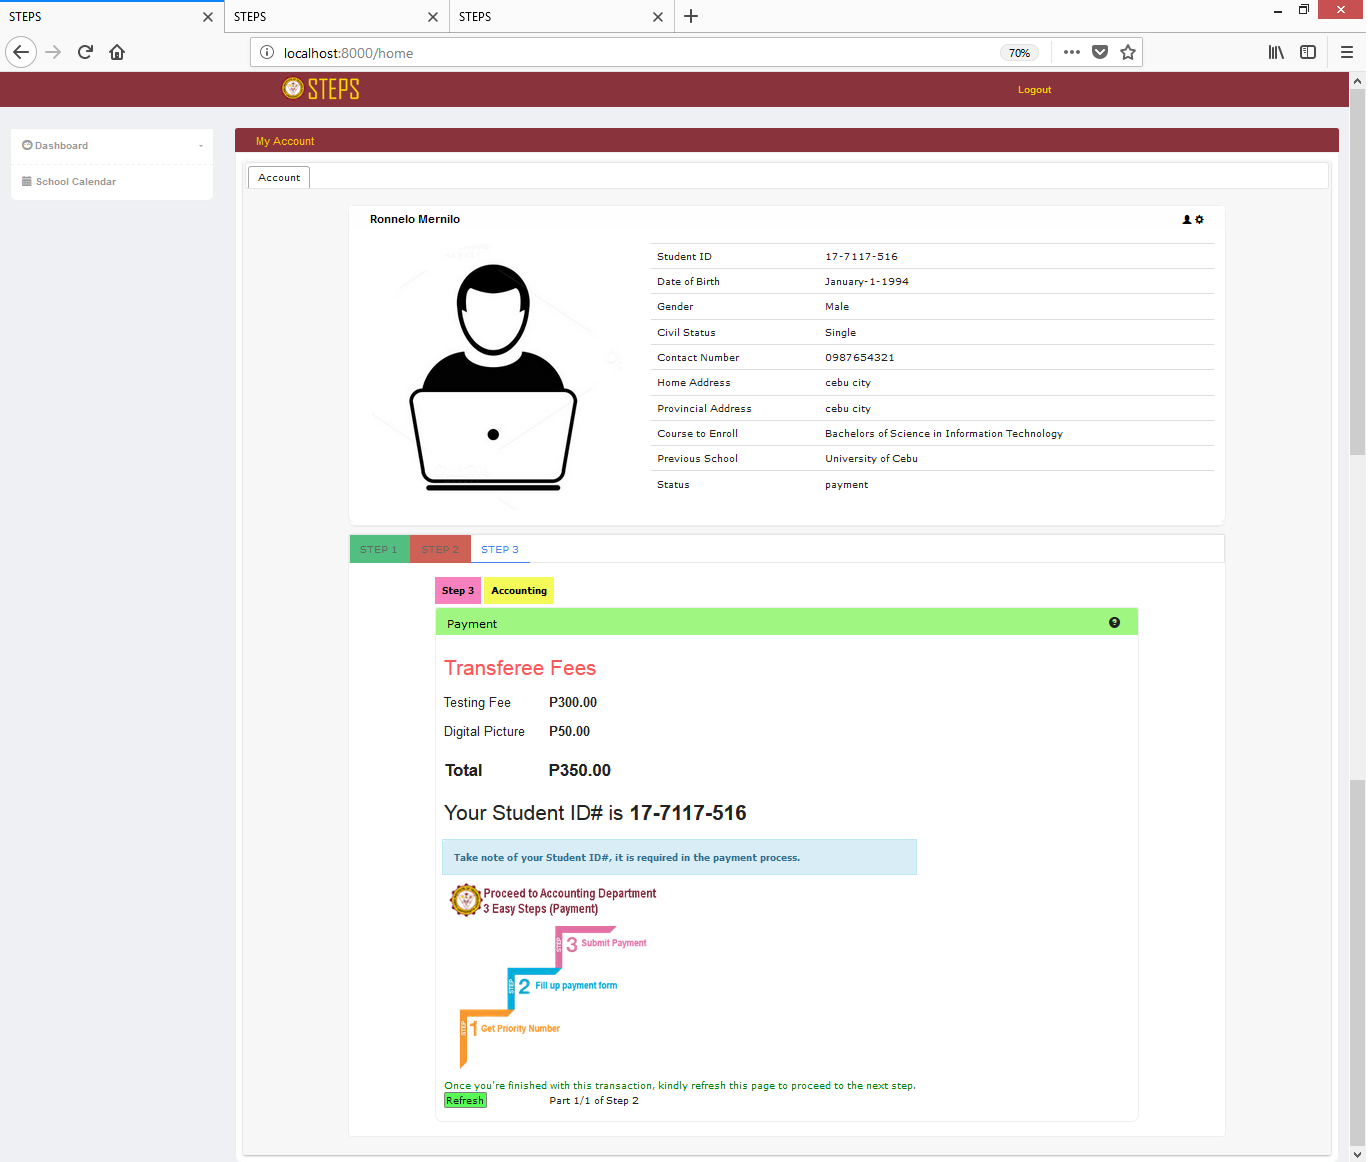 STEPS
STEPS
STEPS
localhost:8000/home
70%
STEPS
Logout
Dashboard
School Calendar
My Account
Account
Ronnelo Mernilo
Student ID 17-7117-516
Date of Birth January-1-1994
Gender Male
Civil Status Single
Contact Number 0987654321
Home Address cebu city
Provincial Address cebu city
Course to Enroll Bachelors of Science in Information Technology
Previous School University of Cebu
Status payment
STEP 1 STEP 2 STEP 3
Step 3 Accounting
Payment
Transferee Fees
Testing Fee P300.00
Digital Picture P50.00
Total P350.00
Your Student ID# is 17-7117-516
Take note of your Student ID#, it is required in the payment process.
Proceed to Accounting Department
3 Easy Steps (Payment)
STEP 3 Submit Payment
STEP 2 Fill up payment form
STEP 1 Get Priority Number
Once you're finished with this transaction, kindly refresh this page to proceed to the next step.
Refresh Part 1/1 of Step 2